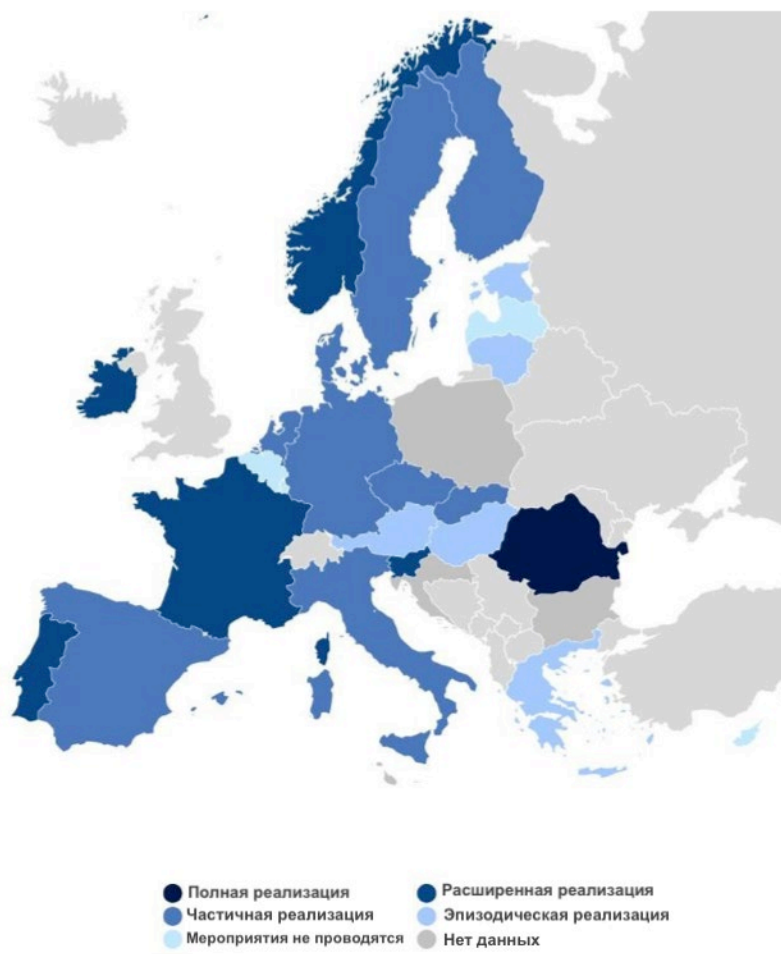 Полная реализация
Расширенная реализация
Частичная реализация
Эпизодическая реализация
Мероприятия не проводятся
Нет данных